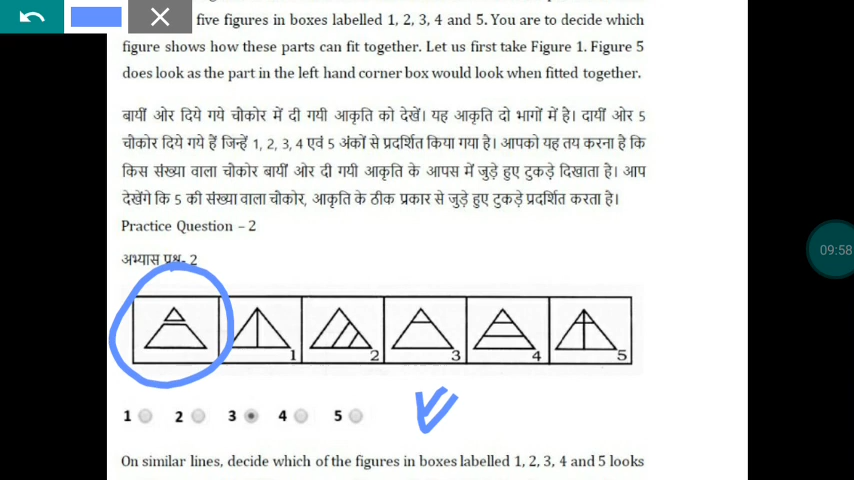 five figures in boxes labelled 1, 2, 3, 4 and 5. You are to decide which
figure shows how these parts can fit together. Let us first take Figure 1. Figure 5
does look as the part in the left hand corner box would look when fitted together.
बायीं ओर दिये गये चौकोर में दी गयी आकृति को देखें। यह आकृति दो भागों में है। दायीं ओर 5
चौकोर दिये गये हैं जिन्हें 1, 2, 3, 4 एवं 5 अंकों से प्रदर्शित किया गया है। आपको यह तय करना है कि
किस संख्या वाला चौकोर बायीं ओर दी गयी आकृति के आपस में जुड़े हुए टुकड़े दिखाता है। आप
देखेंगे कि 5 की संख्या वाला चौकोर, आकृति के ठीक प्रकार से जुड़े हुए टुकड़े प्रदर्शित करता है।
Practice Question – 2
अभ्यास प्रश्न- 2
1 2 3 4 5
1 2 3 4 5
On similar lines, decide which of the figures in boxes labelled 1, 2, 3, 4 and 5 looks
09:58